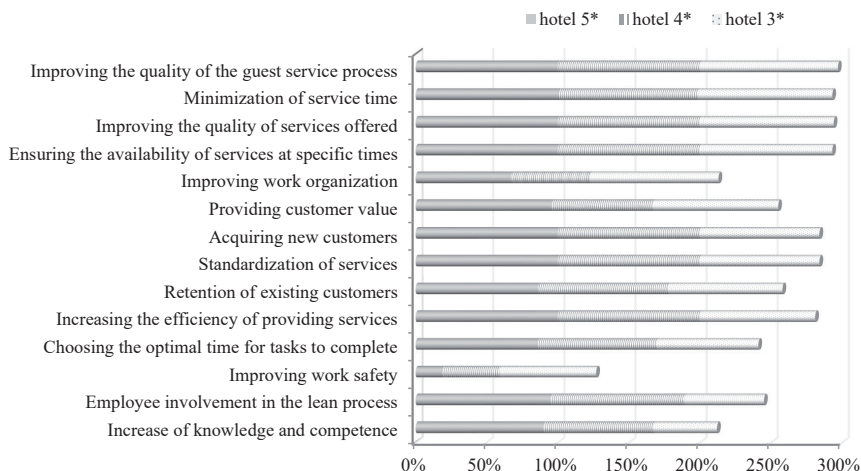 hotel 5* hotel 4* hotel 3*
Improving the quality of the guest service process
Minimization of service time
Improving the quality of services offered
Ensuring the availability of services at specific times
Improving work organization
Providing customer value
Acquiring new customers
Standardization of services
Retention of existing customers
Increasing the efficiency of providing services
Choosing the optimal time for tasks to complete
Improving work safety
Employee involvement in the lean process
Increase of knowledge and competence
0% 50% 100% 150% 200% 250% 300%